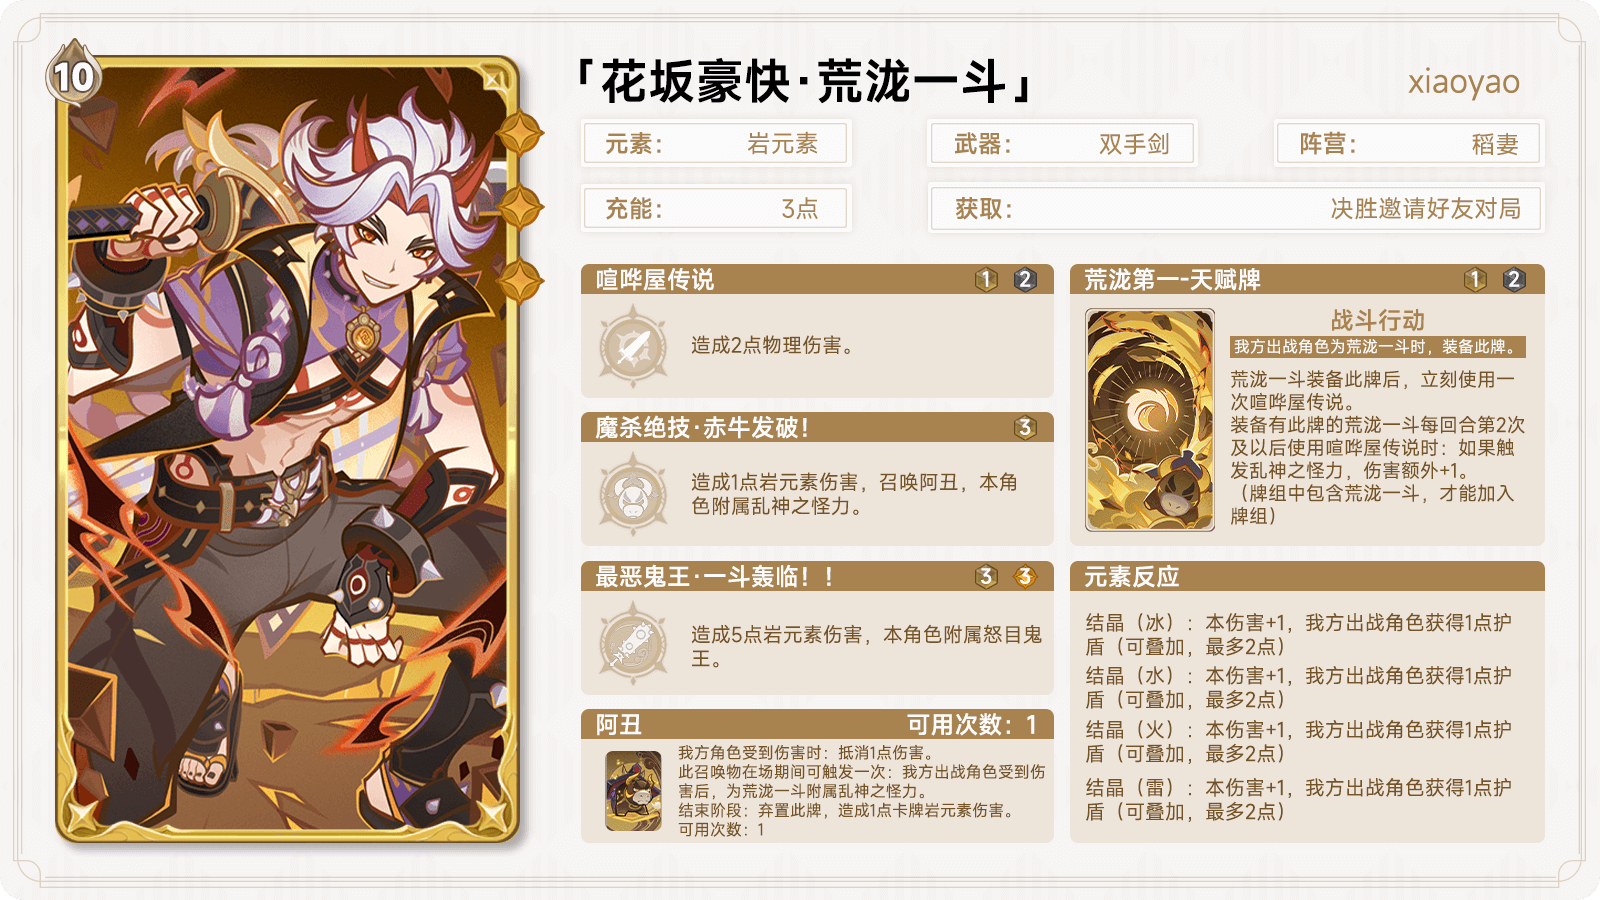 10
「花坂豪快·荒泷一斗」
xiaoyao
元素： 岩元素
武器： 双手剑
阵营： 稻妻
充能： 3点
获取： 决胜邀请好友对局
喧哗屋传说 1 2
造成2点物理伤害。
魔杀绝技·赤牛发破！ 3
造成1点岩元素伤害，召唤阿丑，本角
色附属乱神之怪力。
最恶鬼王·一斗轰临！！ 3 3
造成5点岩元素伤害，本角色附属怒目鬼
王。
阿丑 可用次数：1
我方角色受到伤害时：抵消1点伤害。
此召唤物在场期间可触发一次：我方出战角色受到伤
害后，为荒泷一斗附属乱神之怪力。
结束阶段：弃置此牌，造成1点卡牌岩元素伤害。
可用次数：1
荒泷第一-天赋牌 1 2
战斗行动
我方出战角色为荒泷一斗时，装备此牌。
荒泷一斗装备此牌后，立刻使用一
次喧哗屋传说。
装备有此牌的荒泷一斗每回合第2次
及以后使用喧哗屋传说时：如果触
发乱神之怪力，伤害额外+1。
（牌组中包含荒泷一斗，才能加入
牌组）
元素反应
结晶（冰）：本伤害+1，我方出战角色获得1点护
盾（可叠加，最多2点）
结晶（水）：本伤害+1，我方出战角色获得1点护
盾（可叠加，最多2点）
结晶（火）：本伤害+1，我方出战角色获得1点护
盾（可叠加，最多2点）
结晶（雷）：本伤害+1，我方出战角色获得1点护
盾（可叠加，最多2点）